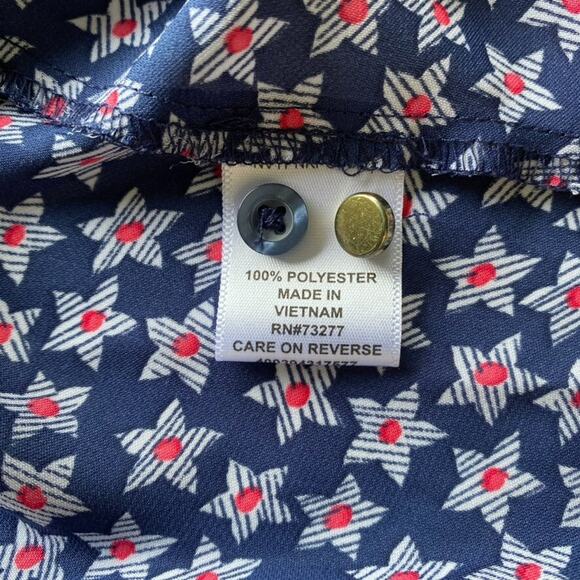 100% POLYESTER
MADE IN
VIETNAM
RN#73277
CARE ON REVERSE